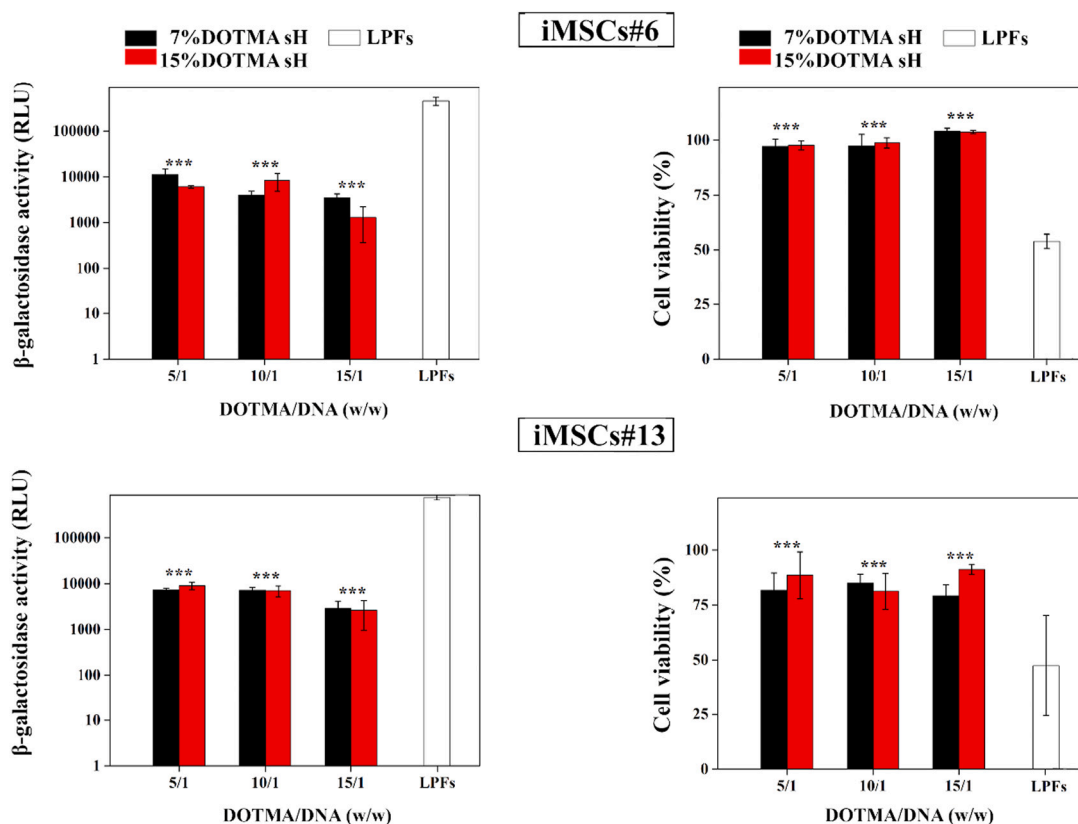 iMSCs#6
7%DOTMA sH LPFs
15%DOTMA sH
β-galactosidase activity (RLU)
100000
10000
1000
100
10
1
*** *** ***
5/1 10/1 15/1 LPFs
DOTMA/DNA (w/w)
7%DOTMA sH LPFs
15%DOTMA sH
Cell viability (%)
100
75
50
25
0
*** *** ***
5/1 10/1 15/1 LPFs
DOTMA/DNA (w/w)
iMSCs#13
β-galactosidase activity (RLU)
100000
10000
1000
100
10
1
*** *** ***
5/1 10/1 15/1 LPFs
DOTMA/DNA (w/w)
Cell viability (%)
100
75
50
25
0
*** *** ***
5/1 10/1 15/1 LPFs
DOTMA/DNA (w/w)